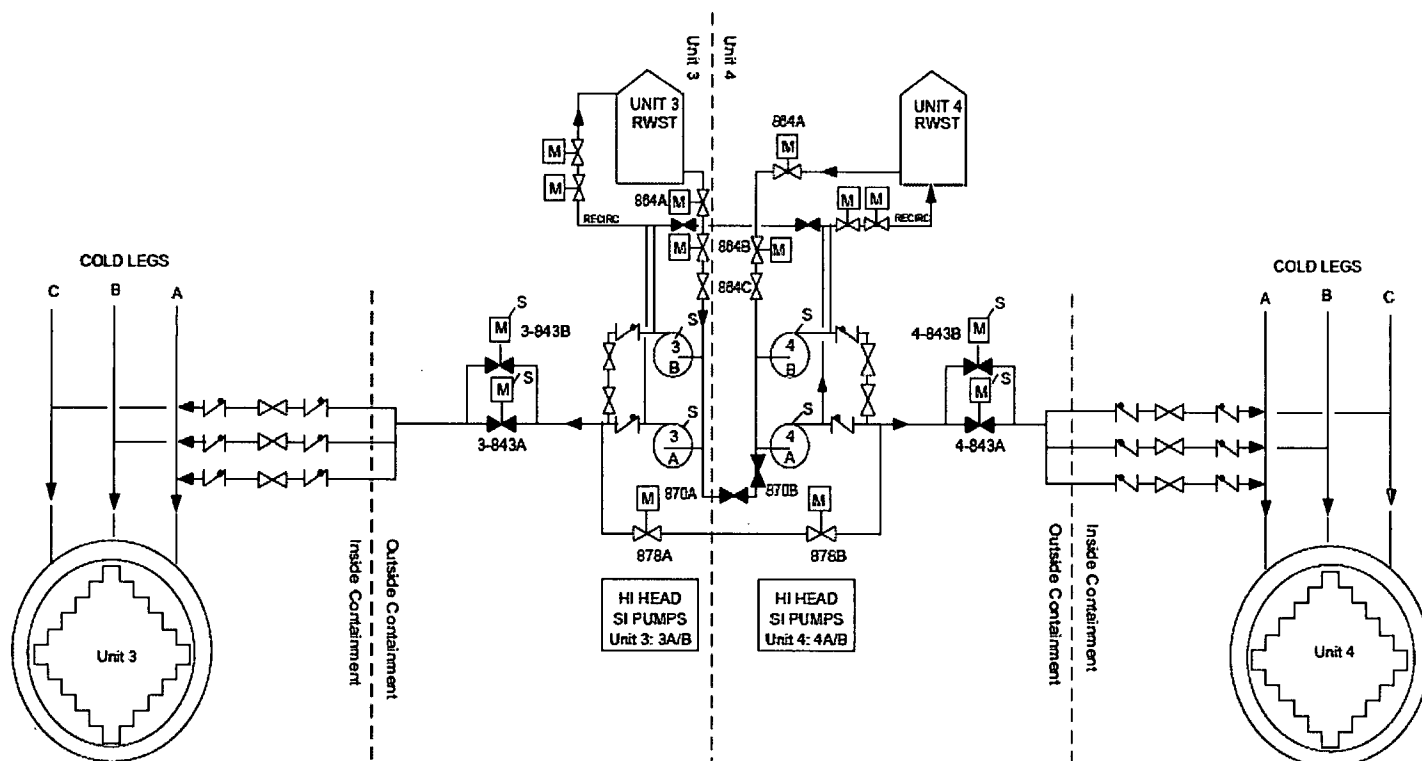 Unit 3
Unit 4
UNIT 3
RWST
UNIT 4
RWST
864A
M
M
M
M
864A
M
M
M
RECIRC
RECIRC
M
864B
M
864C
COLD LEGS
C B A
COLD LEGS
A B C
S
M
3-843B
S
M
3-843A
S
3
B
S
4
B
S
M
4-843B
S
M
4-843A
S
3
A
S
4
A
870A
870B
M
M
878A
878B
Inside Containment
Outside Containment
Outside Containment
Inside Containment
HI HEAD
SI PUMPS
Unit 3: 3A/B
HI HEAD
SI PUMPS
Unit 4: 4A/B
Unit 3
Unit 4